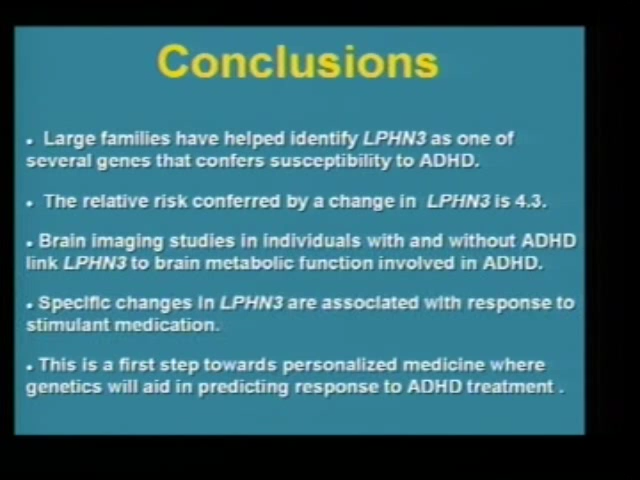 Conclusions
• Large families have helped identify LPHN3 as one of
several genes that confers susceptibility to ADHD.
• The relative risk conferred by a change in LPHN3 is 4.3.
• Brain imaging studies in individuals with and without ADHD
link LPHN3 to brain metabolic function involved in ADHD.
• Specific changes in LPHN3 are associated with response to
stimulant medication.
• This is a first step towards personalized medicine where
genetics will aid in predicting response to ADHD treatment .